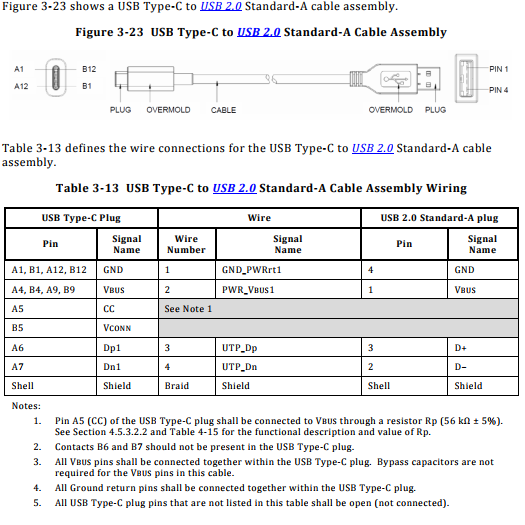 Figure 3-23 shows a USB Type-C to USB 2.0 Standard-A cable assembly.
Figure 3-23 USB Type-C to USB 2.0 Standard-A Cable Assembly
A1 B12 PIN 1
A12 B1 PIN 4
PLUG OVERMOLD CABLE OVERMOLD PLUG
Table 3-13 defines the wire connections for the USB Type-C to USB 2.0 Standard-A cable
assembly.
Table 3-13 USB Type-C to USB 2.0 Standard-A Cable Assembly Wiring
USB Type-C Plug Wire USB 2.0 Standard-A plug
Pin Signal Name Wire Number Signal Name Pin Signal Name
A1, B1, A12, B12 GND 1 GND_PWRrt1 4 GND
A4, B4, A9, B9 VBUS 2 PWR_VBUS1 1 VBUS
A5 CC See Note 1
B5 VCONN
A6 Dp1 3 UTP_Dp 3 D+
A7 Dn1 4 UTP_Dn 2 D−
Shell Shield Braid Shield Shell Shield
Notes:
1. Pin A5 (CC) of the USB Type-C plug shall be connected to VBUS through a resistor Rp (56 kΩ ± 5%).
See Section 4.5.3.2.2 and Table 4-15 for the functional description and value of Rp.
2. Contacts B6 and B7 should not be present in the USB Type-C plug.
3. All VBUS pins shall be connected together within the USB Type-C plug. Bypass capacitors are not
required for the VBUS pins in this cable.
4. All Ground return pins shall be connected together within the USB Type-C plug.
5. All USB Type-C plug pins that are not listed in this table shall be open (not connected).